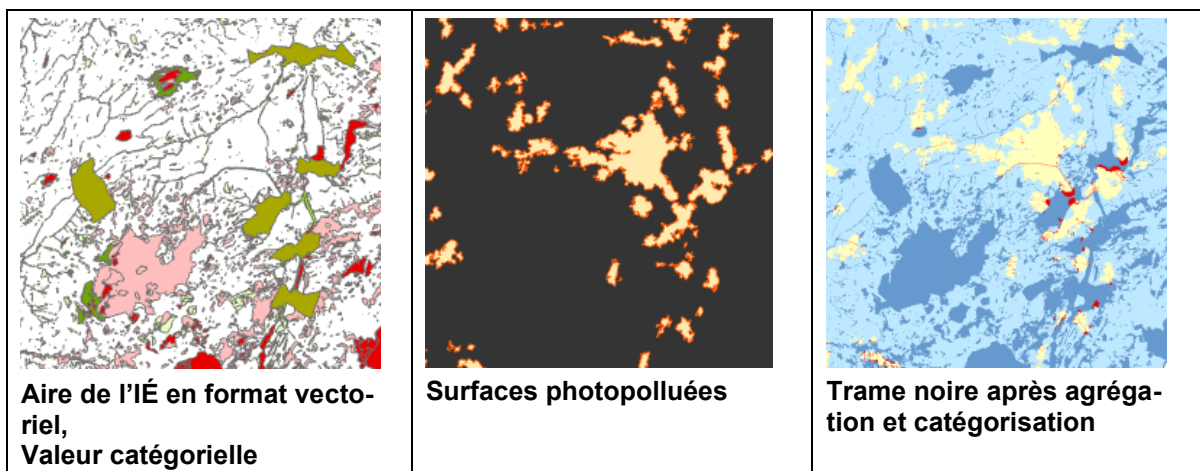 Aire de l'IÉ en format vecto-
riel,
Valeur catégorielle
Surfaces photopolluées
Trame noire après agréga-
tion et catégorisation